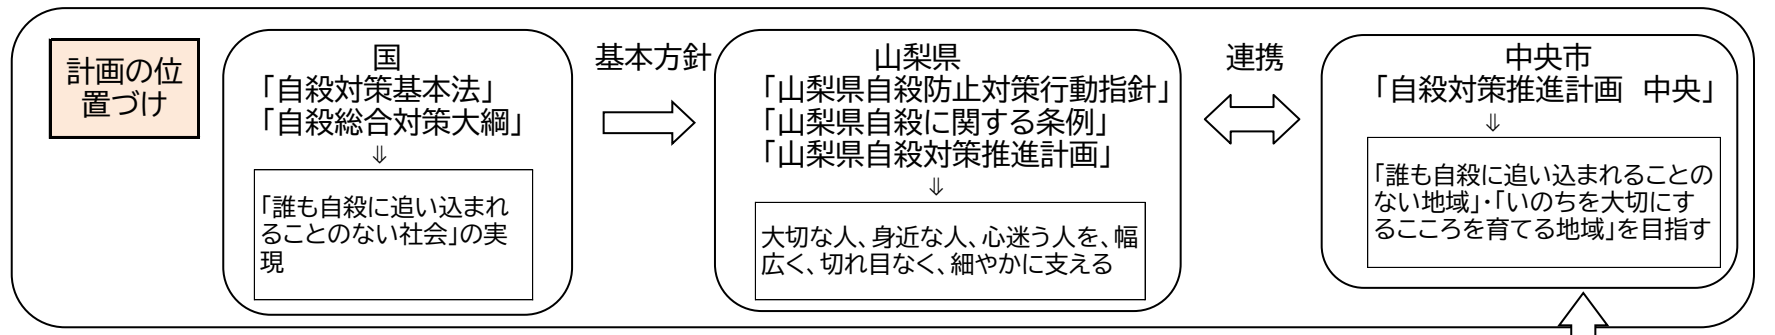 計画の位
置づけ
国
「自殺対策基本法」
「自殺総合対策大綱」
⇓
「誰も自殺に追い込まれ
ることのない社会」の実
現
基本方針
山梨県
「山梨県自殺防止対策行動指針」
「山梨県自殺に関する条例」
「山梨県自殺対策推進計画」
⇓
大切な人、身近な人、心迷う人を、幅
広く、切れ目なく、細やかに支える
連携
中央市
「自殺対策推進計画　中央」
⇓
「誰も自殺に追い込まれることの
ない地域」・「いのちを大切にす
るこころを育てる地域」を目指す